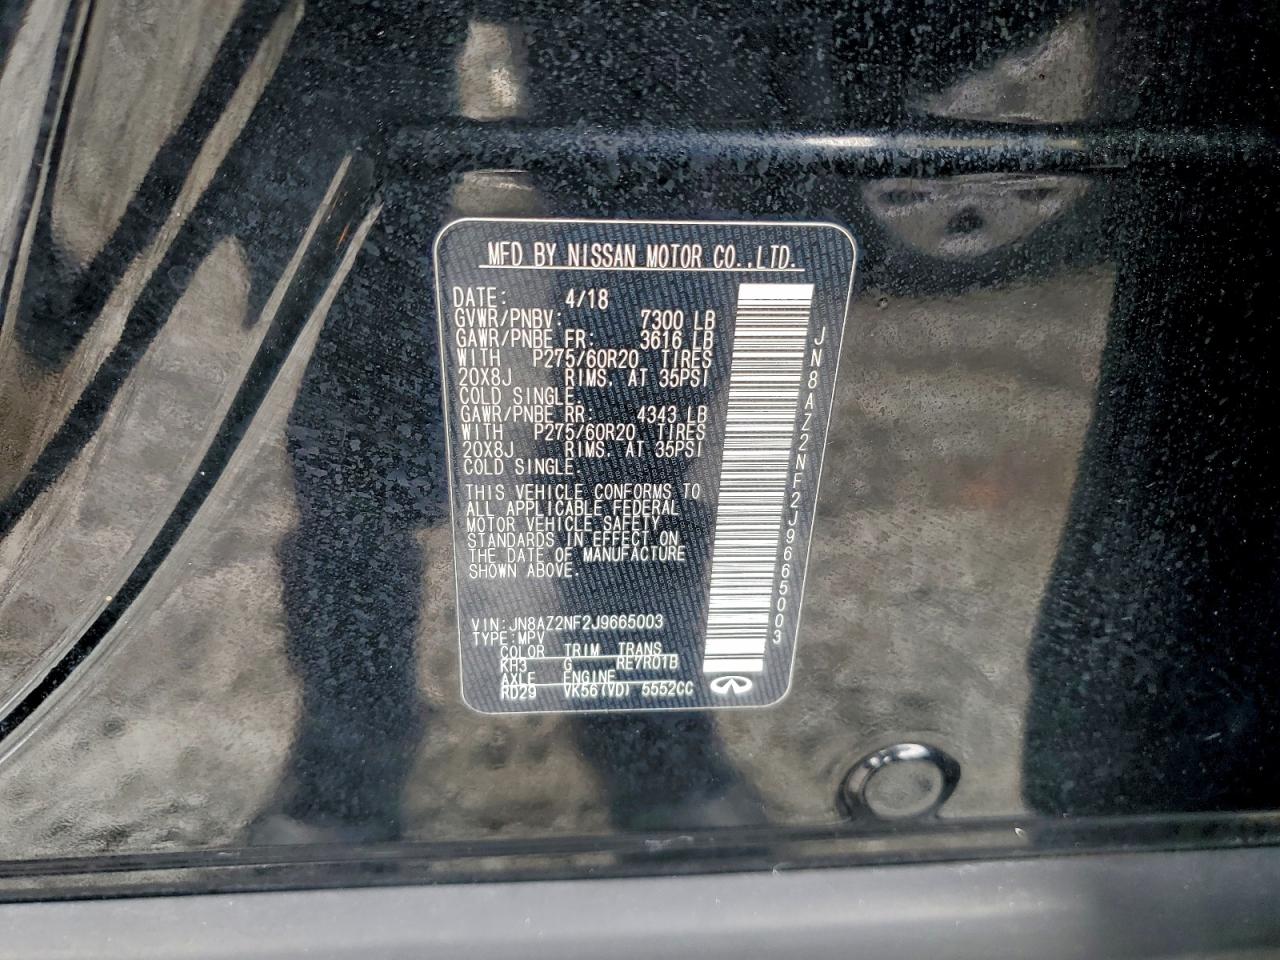 MFD BY NISSAN MOTOR CO.,LTD.
DATE: 4/18
GVWR/PNBV: 7300 LB
GAWR/PNBE FR: 3616 LB
WITH P275/60R20 TIRES
20X8J RIMS. AT 35PSI
COLD SINGLE.
GAWR/PNBE RR: 4343 LB
WITH P275/60R20 TIRES
20X8J RIMS. AT 35PSI
COLD SINGLE.
THIS VEHICLE CONFORMS TO
ALL APPLICABLE FEDERAL
MOTOR VEHICLE SAFETY
STANDARDS IN EFFECT ON
THE DATE OF MANUFACTURE
SHOWN ABOVE.
VIN:JN8AZ2NF2J9665003
TYPE:MPV
COLOR TRIM TRANS
KH3 G RE7R01B
AXLE ENGINE
RD29 VK56(VD) 5552CC
JN8AZ2NF2J9665003